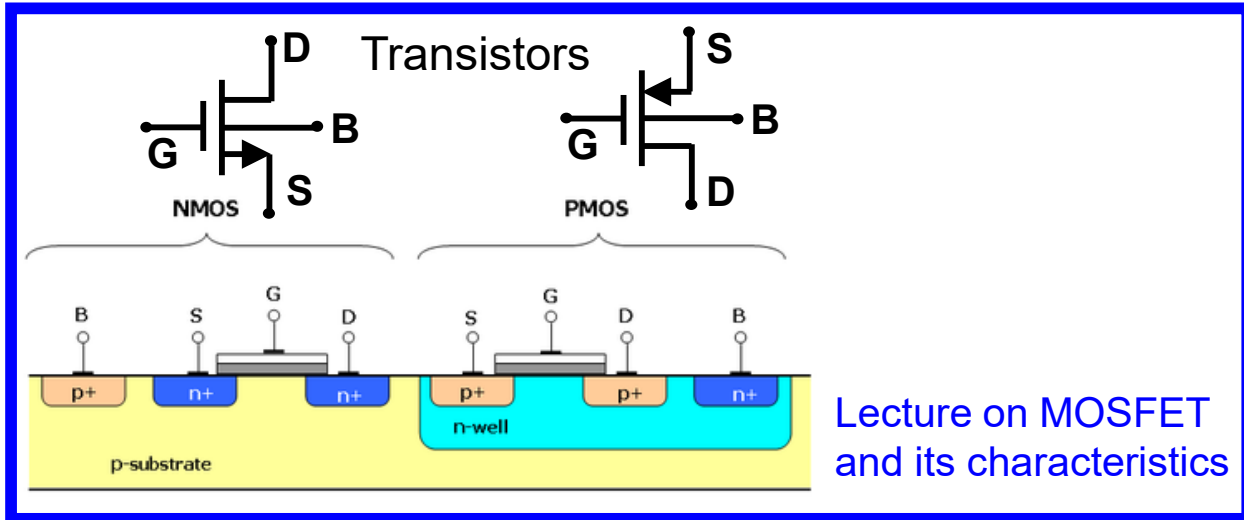 D
Transistors
S
G
B
G
B
S
D
NMOS
PMOS
B
S
G
D
S
G
D
B
p+
n+
n+
p+
p+
n+
n-well
p-substrate
Lecture on MOSFET
and its characteristics